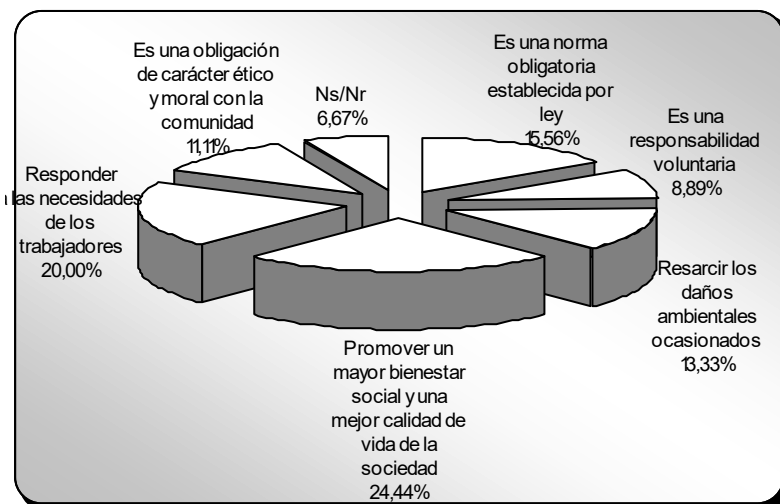 Es una obligación
de carácter ético
y moral con la
comunidad
11,11%
Ns/Nr
6,67%
Es una norma
obligatoria
establecida por
ley
15,56%
Es una
responsabilidad
voluntaria
8,89%
Responder
a las necesidades
de los
trabajadores
20,00%
Resarcir los
daños
ambientales
ocasionados
13,33%
Promover un
mayor bienestar
social y una
mejor calidad de
vida de la
sociedad
24,44%